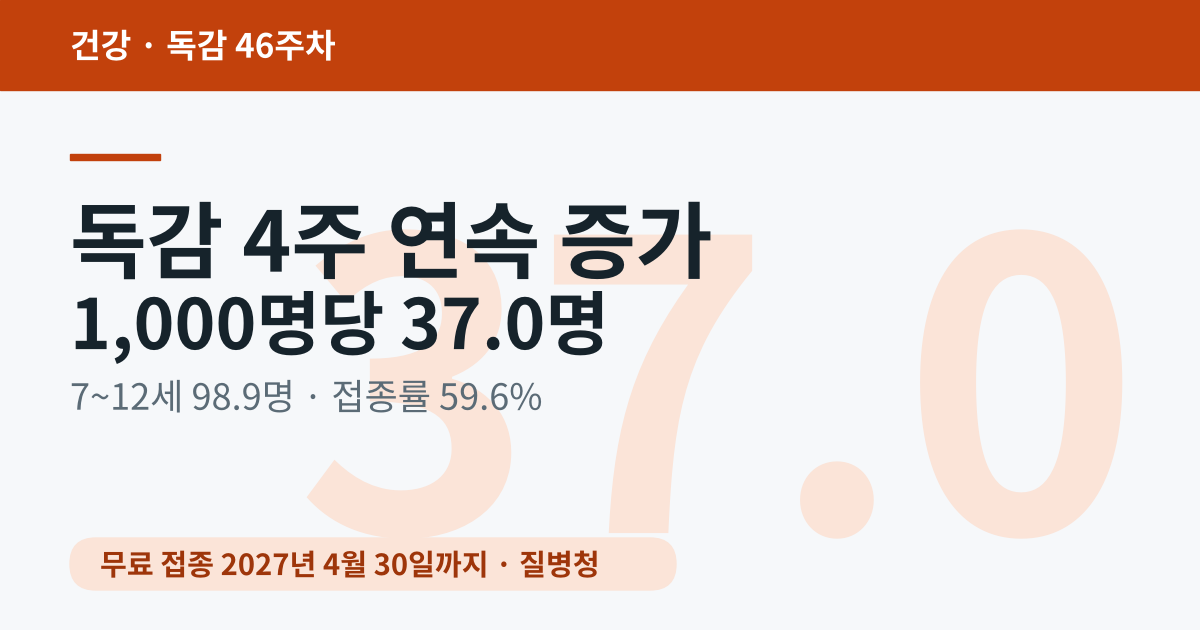 건강 · 독감 46주차
독감 4주 연속 증가
1,000명당 37.0명
7~12세 98.9명 · 접종률 59.6%
37.0
무료 접종 2027년 4월 30일까지 · 질병청